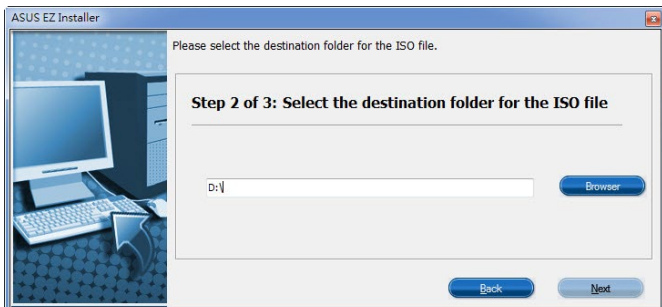 ASUS EZ Installer
Please select the destination folder for the ISO file.
Step 2 of 3: Select the destination folder for the ISO file
D:\
Browser
Back
Next